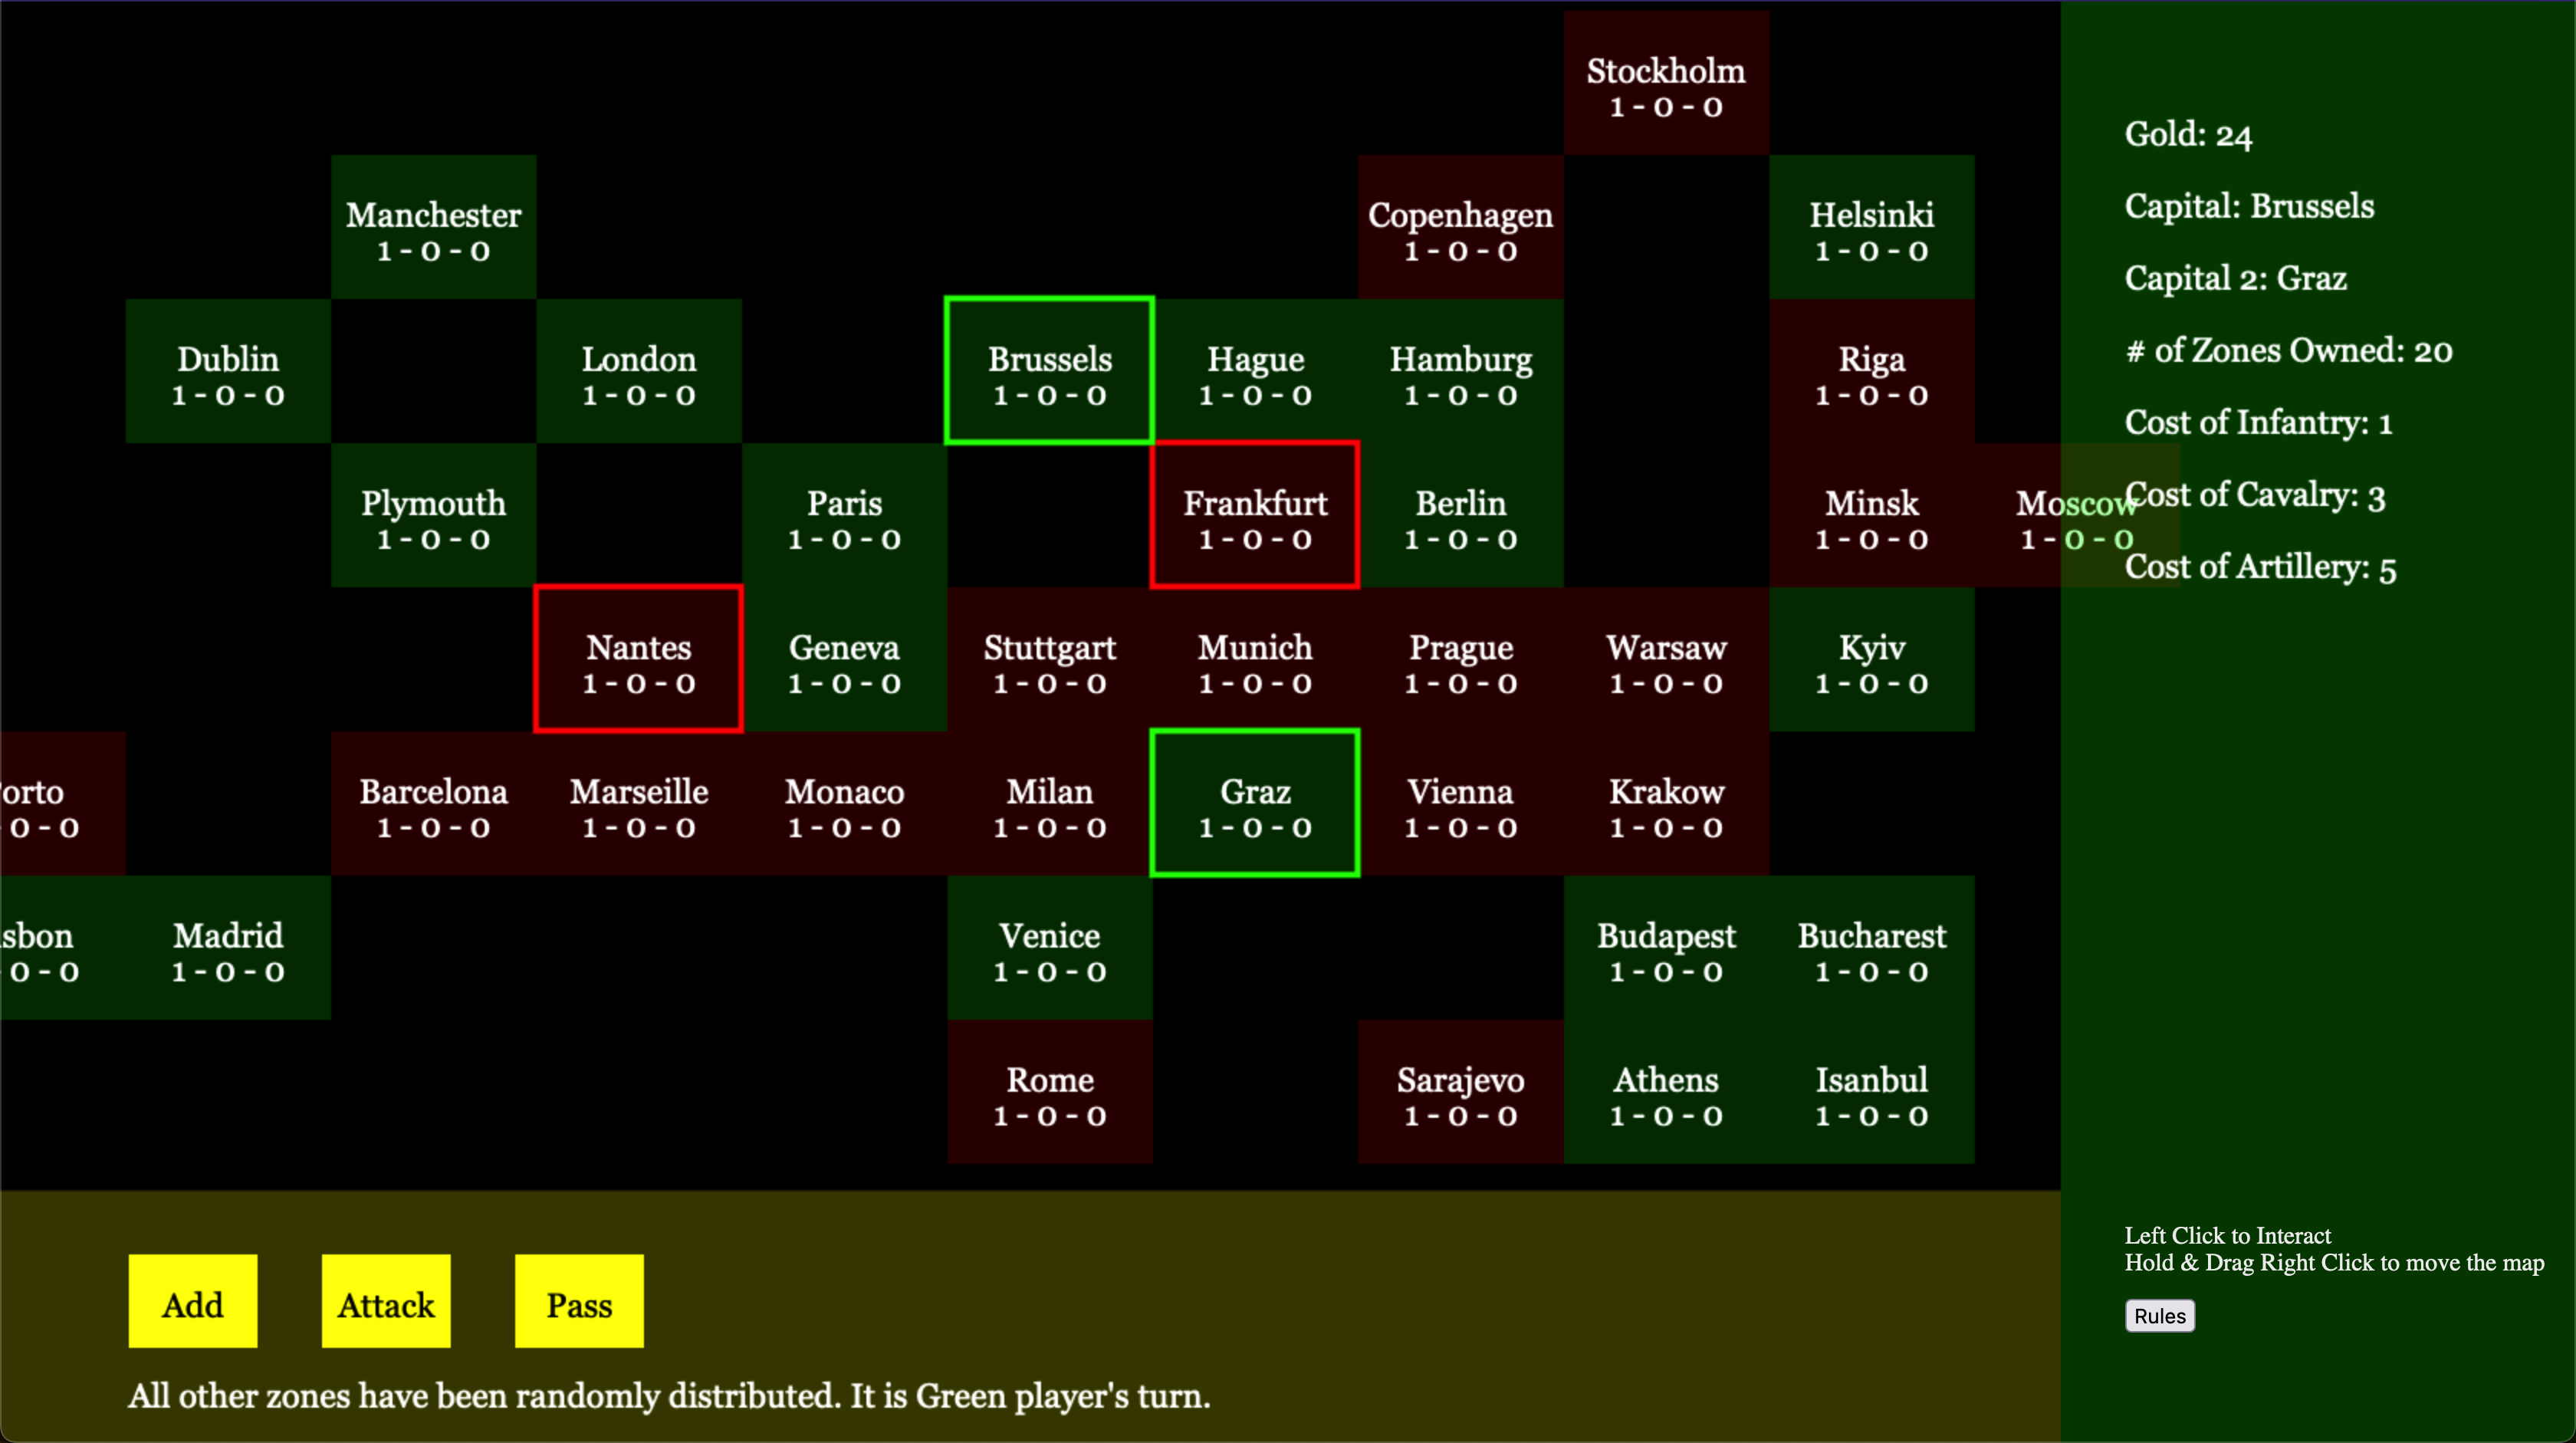 Stockholm
1 - 0 - 0
Manchester
1 - 0 - 0
Copenhagen
1 - 0 - 0
Helsinki
1 - 0 - 0
Dublin
1 - 0 - 0
London
1 - 0 - 0
Brussels
1 - 0 - 0
Hague
1 - 0 - 0
Hamburg
1 - 0 - 0
Riga
1 - 0 - 0
Plymouth
1 - 0 - 0
Paris
1 - 0 - 0
Frankfurt
1 - 0 - 0
Berlin
1 - 0 - 0
Minsk
1 - 0 - 0
Moscow
1 - 0 - 0
Nantes
1 - 0 - 0
Geneva
1 - 0 - 0
Stuttgart
1 - 0 - 0
Munich
1 - 0 - 0
Prague
1 - 0 - 0
Warsaw
1 - 0 - 0
Kyiv
1 - 0 - 0
orto
0 - 0
Barcelona
1 - 0 - 0
Marseille
1 - 0 - 0
Monaco
1 - 0 - 0
Milan
1 - 0 - 0
Graz
1 - 0 - 0
Vienna
1 - 0 - 0
Krakow
1 - 0 - 0
sbon
0 - 0
Madrid
1 - 0 - 0
Venice
1 - 0 - 0
Budapest
1 - 0 - 0
Bucharest
1 - 0 - 0
Rome
1 - 0 - 0
Sarajevo
1 - 0 - 0
Athens
1 - 0 - 0
Isanbul
1 - 0 - 0
Gold: 24
Capital: Brussels
Capital 2: Graz
# of Zones Owned: 20
Cost of Infantry: 1
Cost of Cavalry: 3
Cost of Artillery: 5
Left Click to Interact
Hold & Drag Right Click to move the map
Rules
Add
Attack
Pass
All other zones have been randomly distributed. It is Green player's turn.